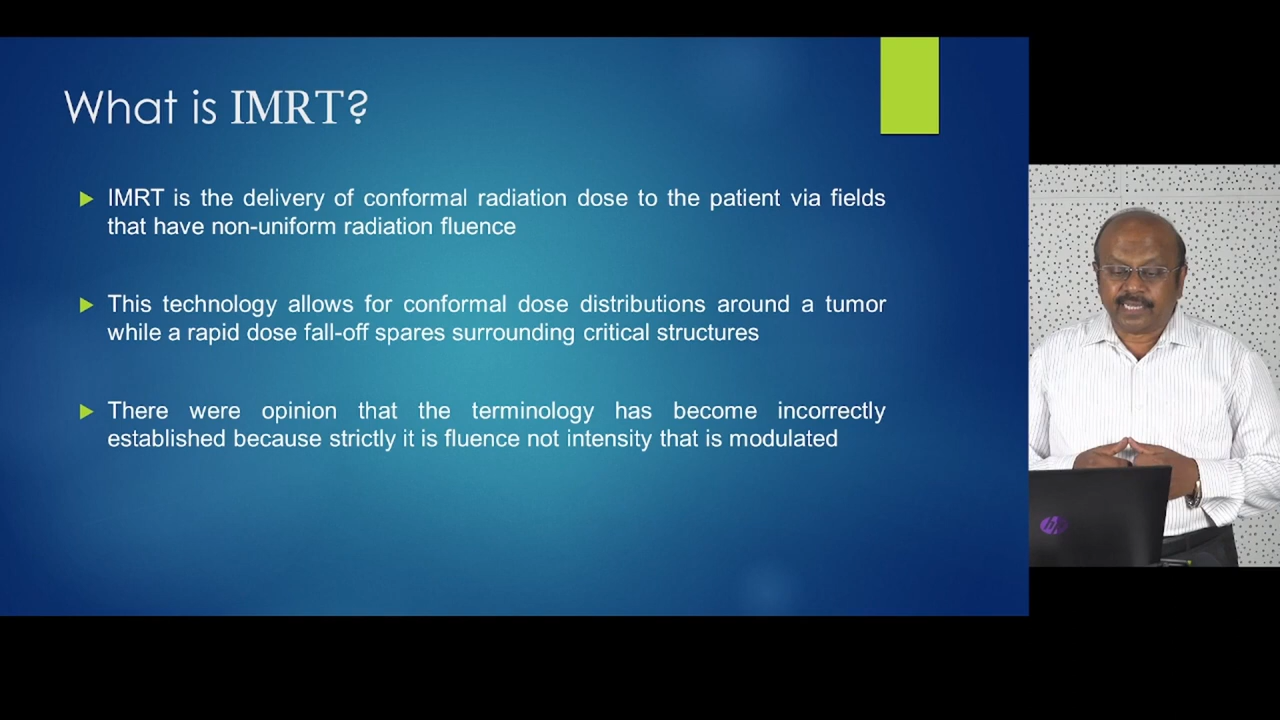 What is IMRT?
IMRT is the delivery of conformal radiation dose to the patient via fields
that have non-uniform radiation fluence
This technology allows for conformal dose distributions around a tumor
while a rapid dose fall-off spares surrounding critical structures
There were opinion that the terminology has become incorrectly
established because strictly it is fluence not intensity that is modulated
hp